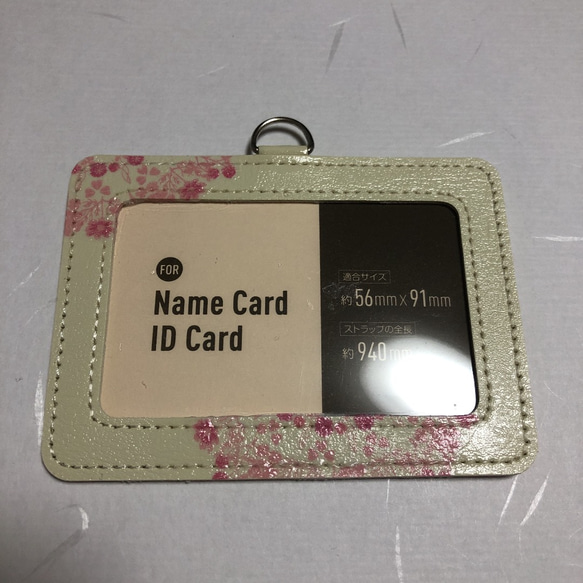 FOR
Name Card
ID Card
適合サイズ
約56mm×91mm
ストラップの全長
約940mm